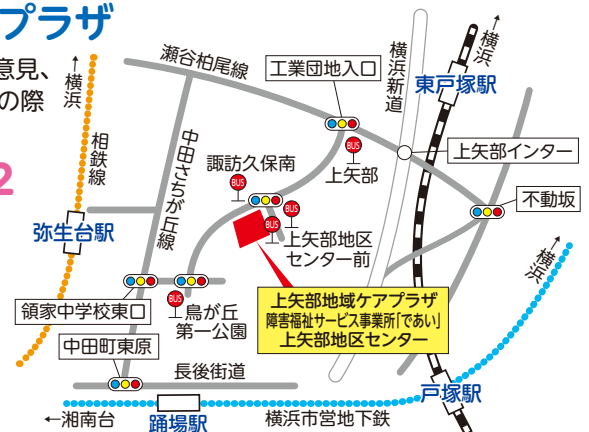 プラザ
意見、
の際
2
←横浜
相鉄線
弥生台駅
瀬谷柏尾線
中田さちが丘線
工業団地入口
横浜新道
←横浜
東戸塚駅
上矢部インター
不動坂
BUS
上矢部
諏訪久保南
BUS
BUS
BUS
上矢部地区
センター前
←横浜
領家中学校東口
BUS
鳥が丘
第一公園
上矢部地域ケアプラザ
障害福祉サービス事業所「であい」
上矢部地区センター
中田町東原
長後街道
戸塚駅
←湘南台
踊場駅
横浜市営地下鉄